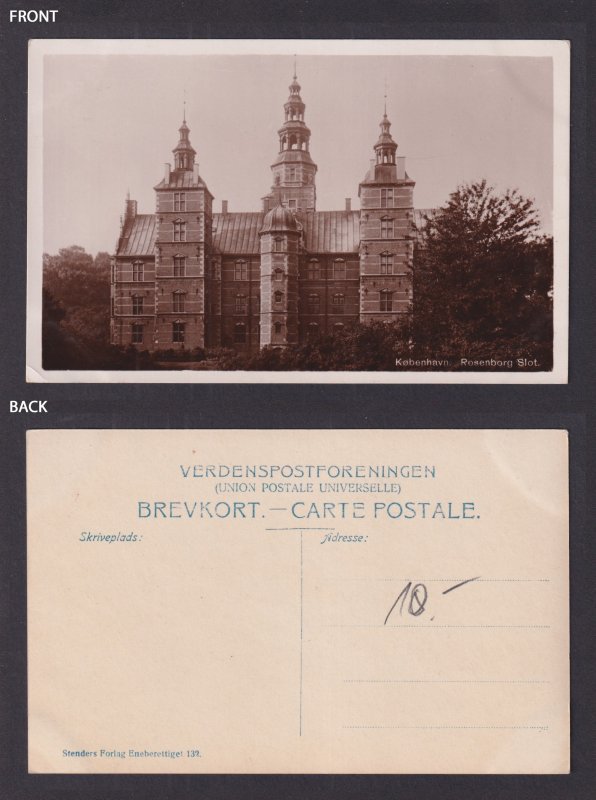 FRONT
København. Rosenborg Slot.
BACK
VERDENSPOSTFORENINGEN
(UNION POSTALE UNIVERSELLE)
BREVKORT. — CARTE POSTALE.
Skriveplads:
Adresse:
10.-
Stenders Forlag Eneberettiget 132.